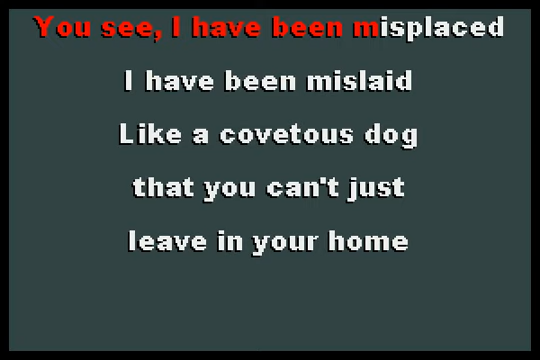 You see, I have been misplaced
I have been mislaid
Like a covetous dog
that you can't just
leave in your home